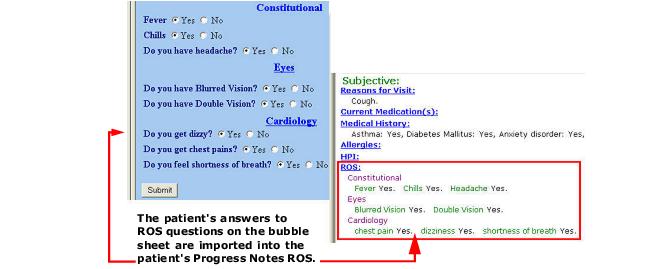 Constitutional
Fever Yes No
Chills Yes No
Do you have headache? Yes No
Eyes
Do you have Blurred Vision? Yes No
Do you have Double Vision? Yes No
Cardiology
Do you get dizzy? Yes No
Do you get chest pains? Yes No
Do you feel shortness of breath? Yes No
Submit
The patient's answers to
ROS questions on the bubble
sheet are imported into the
patient's Progress Notes ROS.
Subjective:
Reasons for Visit:
Cough.
Current Medication(s):
Medical History:
Asthma: Yes, Diabetes Mallitus: Yes, Anxiety disorder: Yes,
Allergies:
HPI:
ROS:
Constitutional
Fever Yes. Chills Yes. Headache Yes.
Eyes
Blurred Vision Yes. Double Vision Yes.
Cardiology
chest pain Yes. dizziness Yes. shortness of breath Yes.